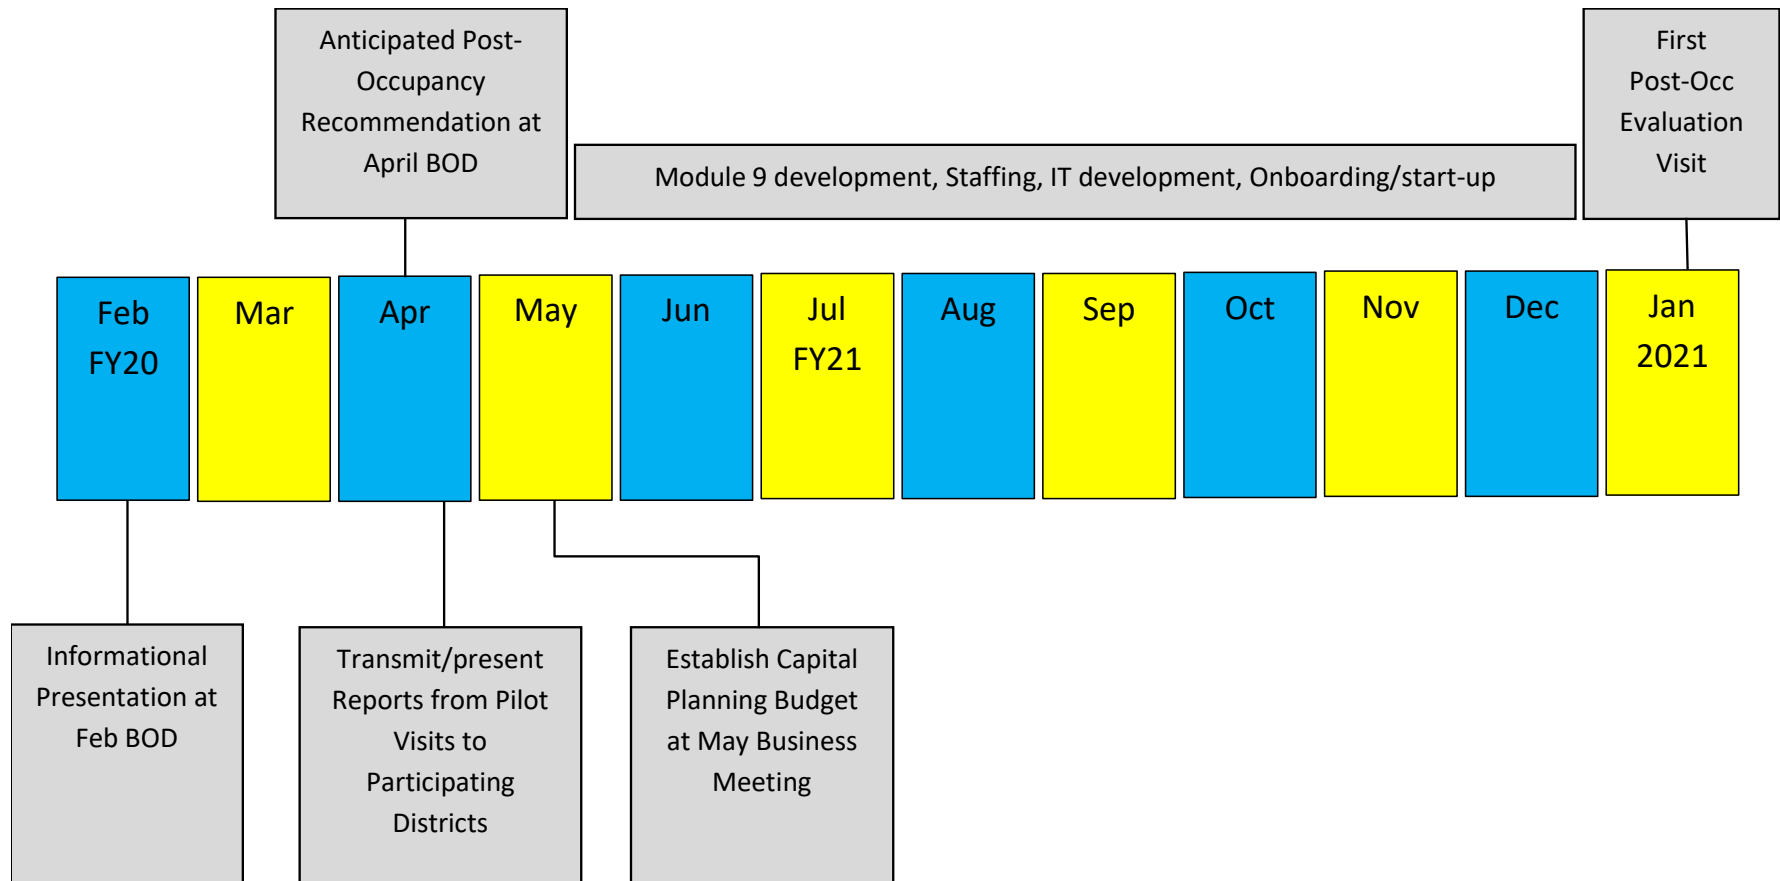 Anticipated Post-
Occupancy
Recommendation at
April BOD
Module 9 development, Staffing, IT development, Onboarding/start-up
First
Post-Occ
Evaluation
Visit
Feb
FY20
Mar
Apr
May
Jun
Jul
FY21
Aug
Sep
Oct
Nov
Dec
Jan
2021
Informational
Presentation at
Feb BOD
Transmit/present
Reports from Pilot
Visits to
Participating
Districts
Establish Capital
Planning Budget
at May Business
Meeting